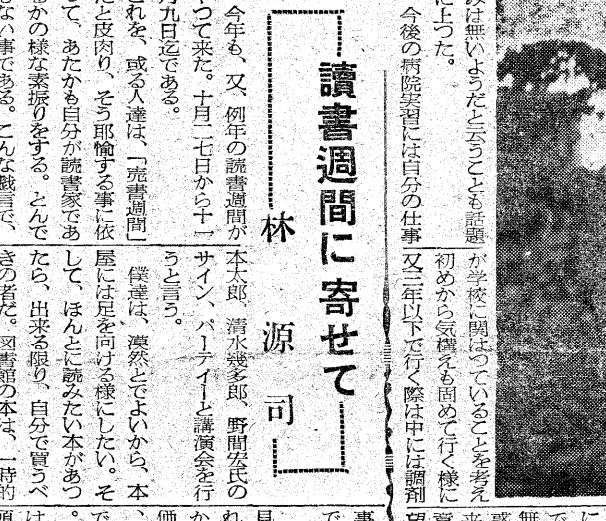 みは無いようだと云うことも話題
に上つた。
今後の病院実習には自分の仕事
が学校に関はつていることを考え
初めから気構えも固めて行く様に
又三年以下で行く際は中には調剤
讀書週間に寄せて
林源司
今年も、又、例年の読書週間が
やつて来た。十月二七日から十一
月九日迄である。
これを、或る人達は、「売書週間」
だと皮肉り、そう耶愉する事に依
して、あたかも自分が読書家であ
るかの様な素振りをする。とんで
もない事である。こんな戯言で、
本太郎、清水幾多郎、野間宏氏の
サイン、パーテイーと講演会を行
うと言う。
僕達は、漠然とでよいから、本
屋には足を向ける様にしたい。そ
して、ほんとに読みたい本があつ
たら、出来る限り、自分で買うべ
きの者だ。図書館の本は、一時的